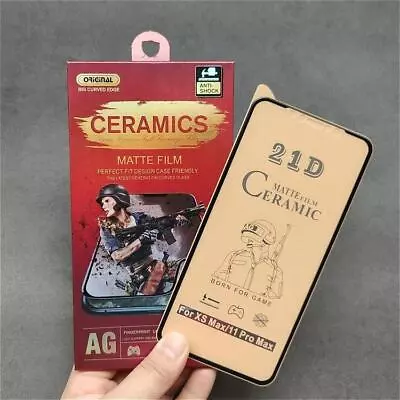 ORIGINAL
BIG CURVED EDGE
ANTI-
SHOCK
CERAMICS
MATTE FILM
PERFECT FIT DESIGN CASE FRIENDLY
AG
FINGERPRINT
21D
MATTE FILM
CERAMIC
BORN FOR GAME
For XS Max/11 Pro Max